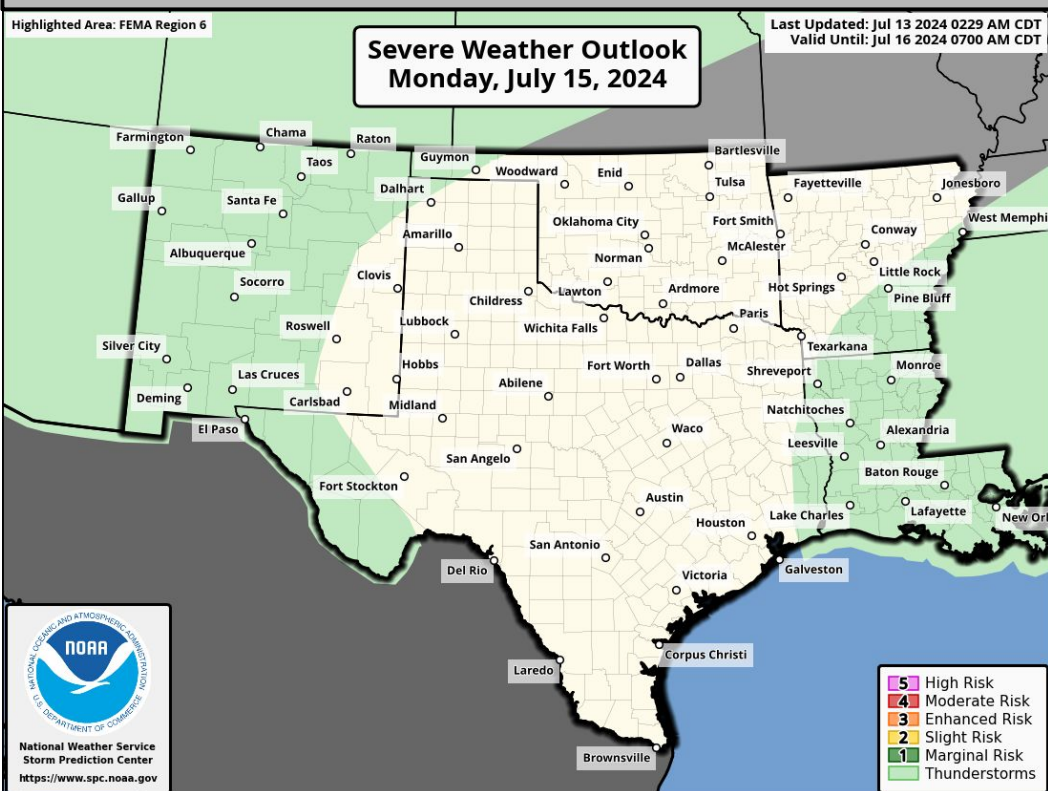 Highlighted Area: FEMA Region 6
Last Updated: Jul 13 2024 0229 AM CDT
Valid Until: Jul 16 2024 0700 AM CDT
Severe Weather Outlook
Monday, July 15, 2024
Farmington
Chama
Raton
Taos
Guymon
Woodward
Enid
Bartlesville
Tulsa
Fayetteville
Jonesboro
Gallup
Santa Fe
Dalhart
West Memphi
Amarillo
Oklahoma City
Fort Smith
Conway
Albuquerque
Norman
McAlester
Clovis
Socorro
Childress
Lawton
Ardmore
Hot Springs
Little Rock
Pine Bluff
Roswell
Lubbock
Wichita Falls
Paris
Texarkana
Silver City
Las Cruces
Hobbs
Fort Worth
Dallas
Shreveport
Monroe
Deming
Carlsbad
Midland
Abilene
Natchitoches
El Paso
Waco
Alexandria
San Angelo
Leesville
Fort Stockton
Baton Rouge
Austin
Houston
Lake Charles
Lafayette
New Orl
San Antonio
Del Rio
Galveston
Victoria
Laredo
Corpus Christi
Brownsville
NATIONAL OCEANIC AND ATMOSPHERIC ADMINISTRATION
NOAA
U.S. DEPARTMENT OF COMMERCE
National Weather Service
Storm Prediction Center
https://www.spc.noaa.gov
5 High Risk
4 Moderate Risk
3 Enhanced Risk
2 Slight Risk
1 Marginal Risk
Thunderstorms